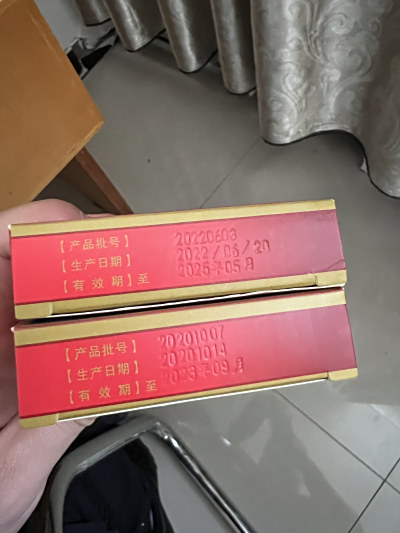 【产品批号】 20220603
【生产日期】 2022/06/20
【有 效 期】至 2025年05月
【产品批号】 20201007
【生产日期】 20201014
【有 效 期】至 2023年09月